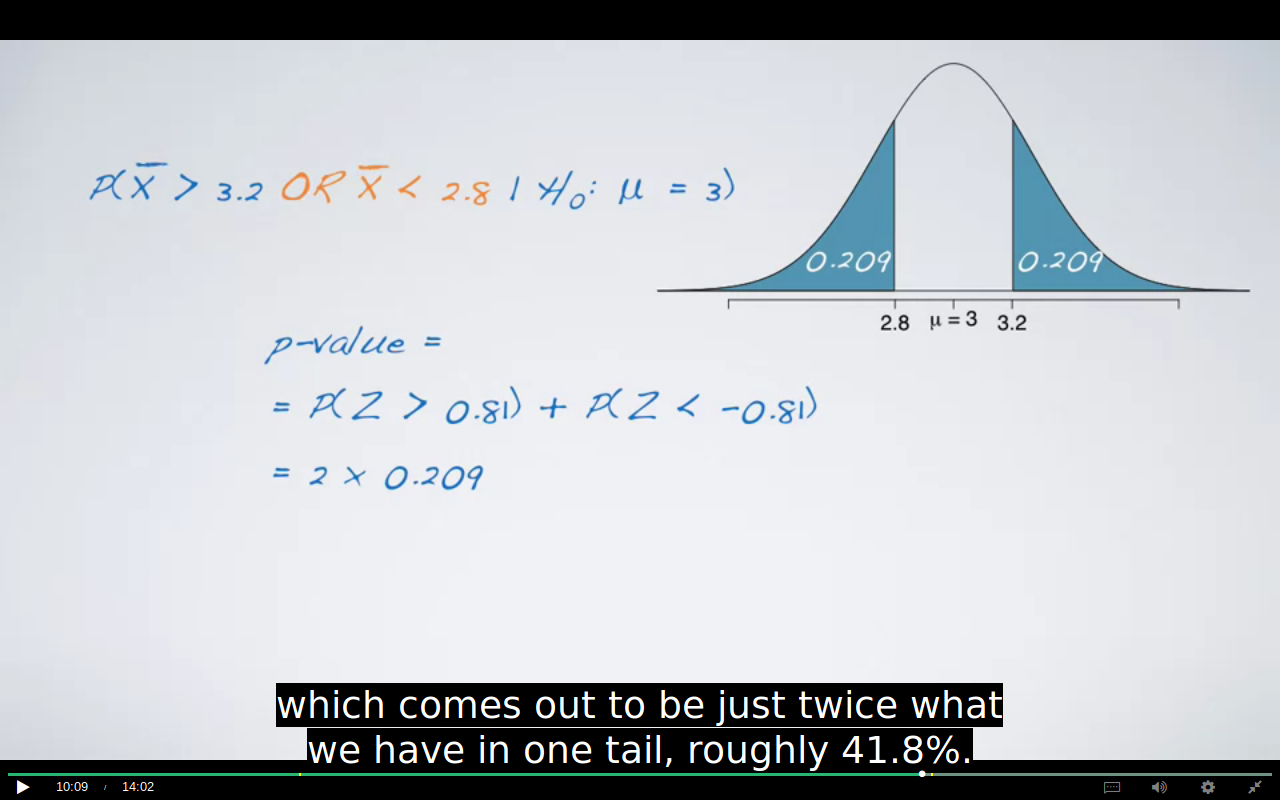 P(X̄ > 3.2 OR X̄ < 2.8 | H₀: μ = 3)
0.209 0.209
2.8 μ = 3 3.2
p-value =
= P(Z > 0.81) + P(Z < -0.81)
= 2 × 0.209
which comes out to be just twice what
we have in one tail, roughly 41.8%.
10:09 / 14:02